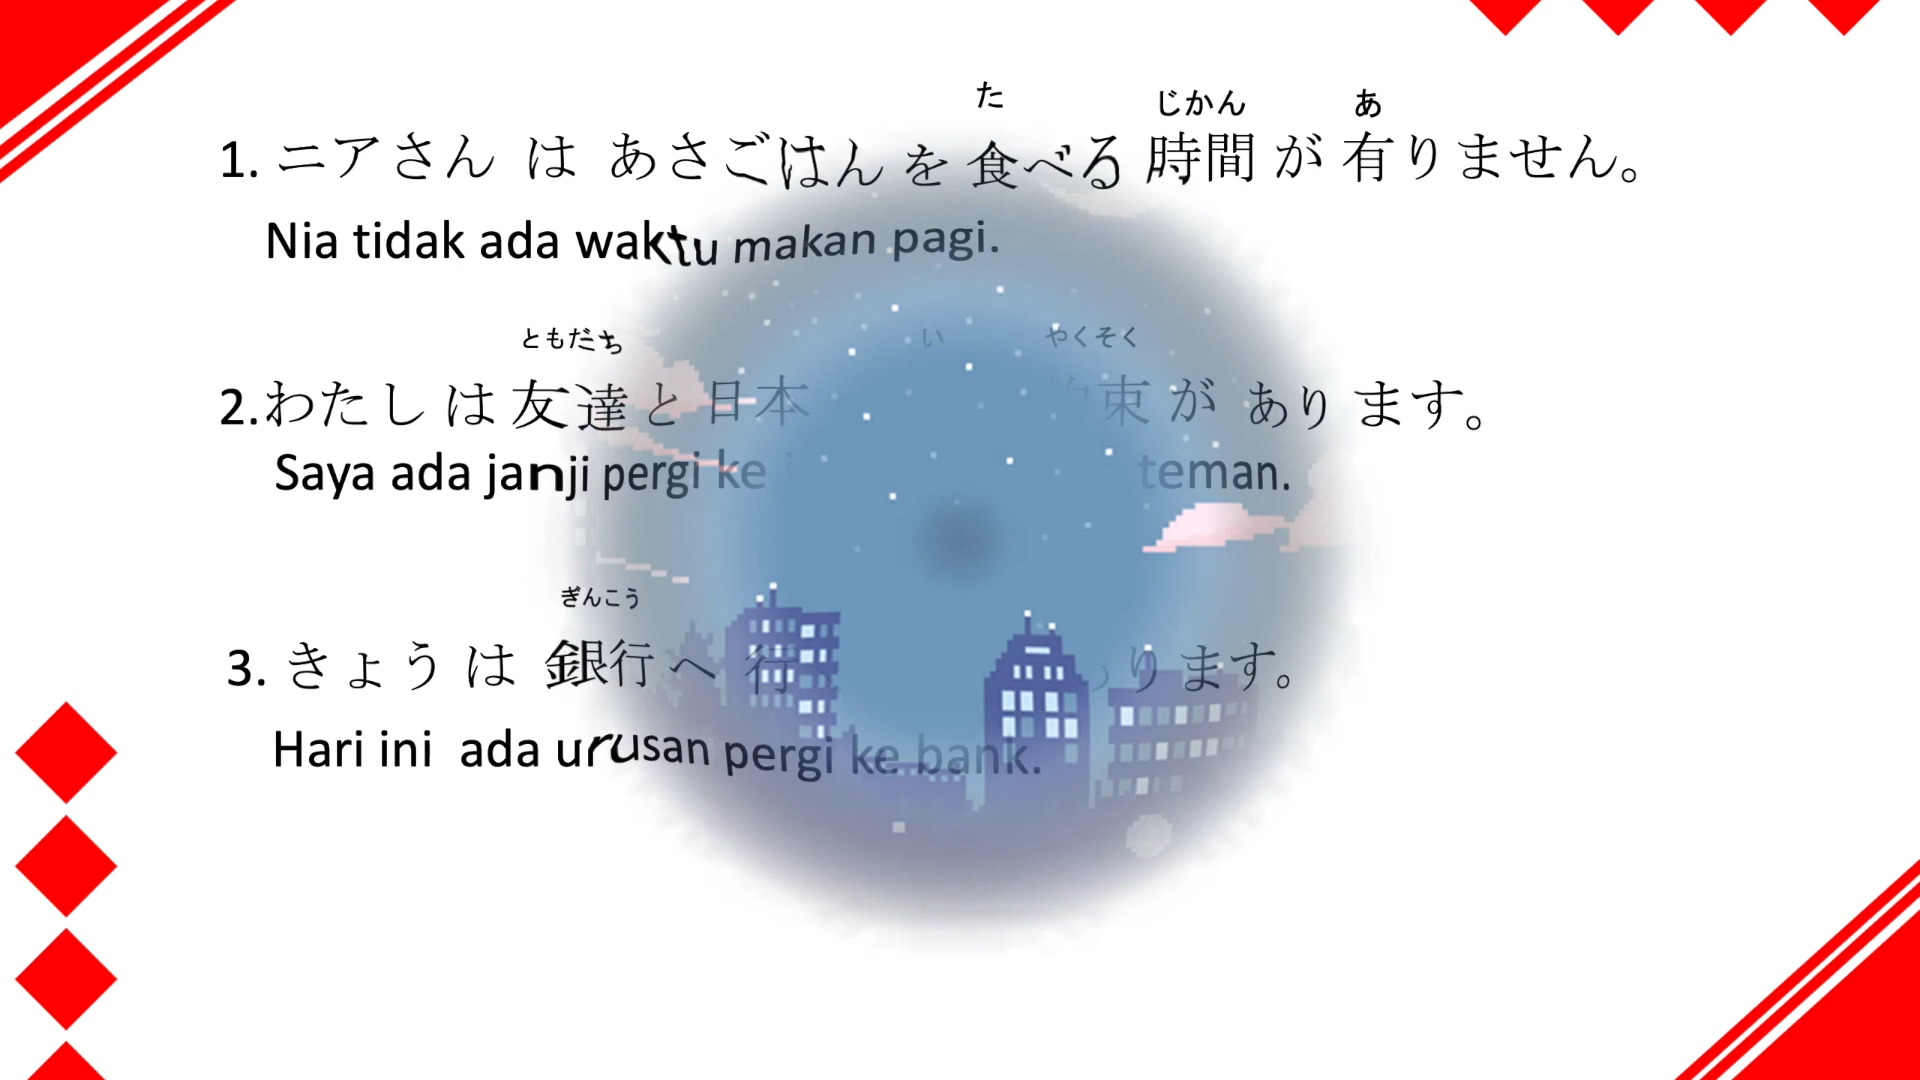 た じかん あ
1. ニアさん は あさごはん を 食べる 時間 が 有りません。
Nia tidak ada waktu makan pagi.
ともだち い やくそく
2.わたし は 友達 と 日本 束 が あり ます。
Saya ada janji pergi ke teman.
ぎんこう
3. きょう は 銀行 へ 行 ります。
Hari ini ada urusan pergi ke bank.